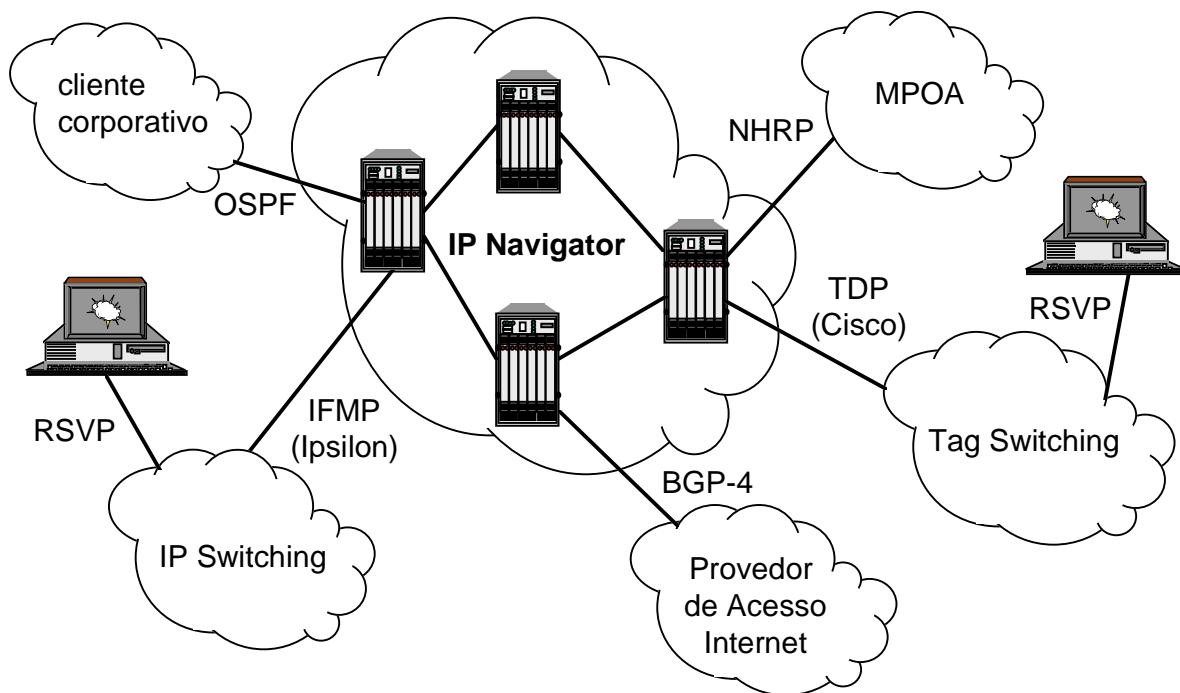 cliente
corporativo
MPOA
NHRP
OSPF
IP Navigator
TDP
(Cisco)
RSVP
RSVP
IFMP
(Ipsilon)
Tag Switching
BGP-4
IP Switching
Provedor
de Acesso
Internet